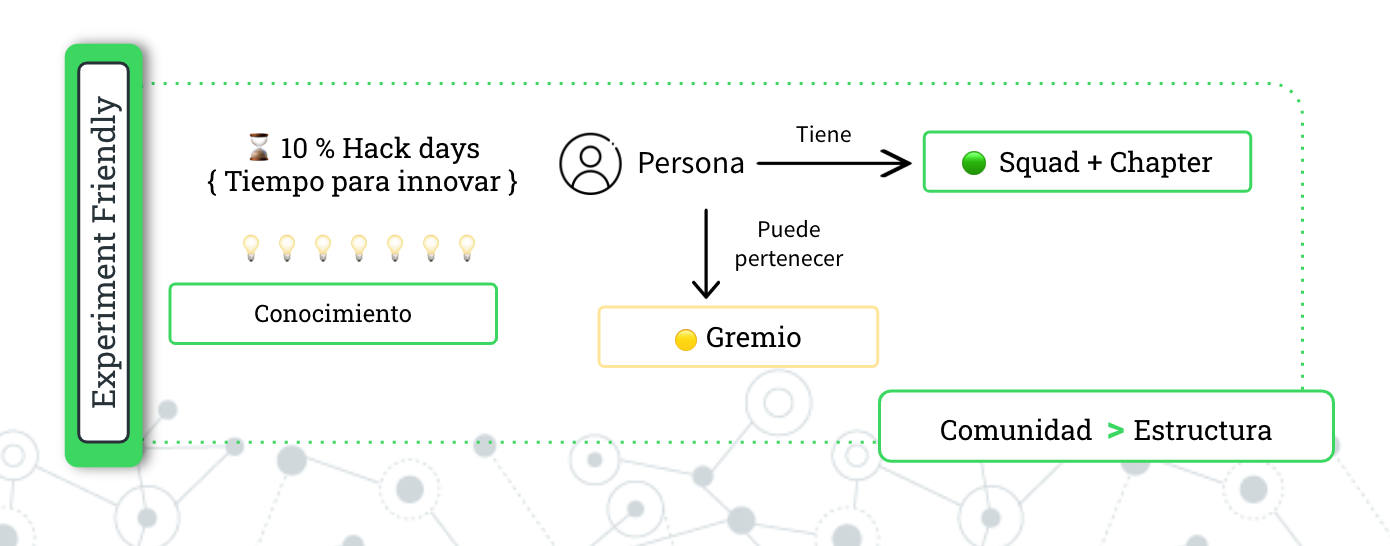 Experiment Friendly
10 % Hack days
{ Tiempo para innovar }
Conocimiento
Persona
Tiene
Squad + Chapter
Puede
pertenecer
Gremio
Comunidad > Estructura